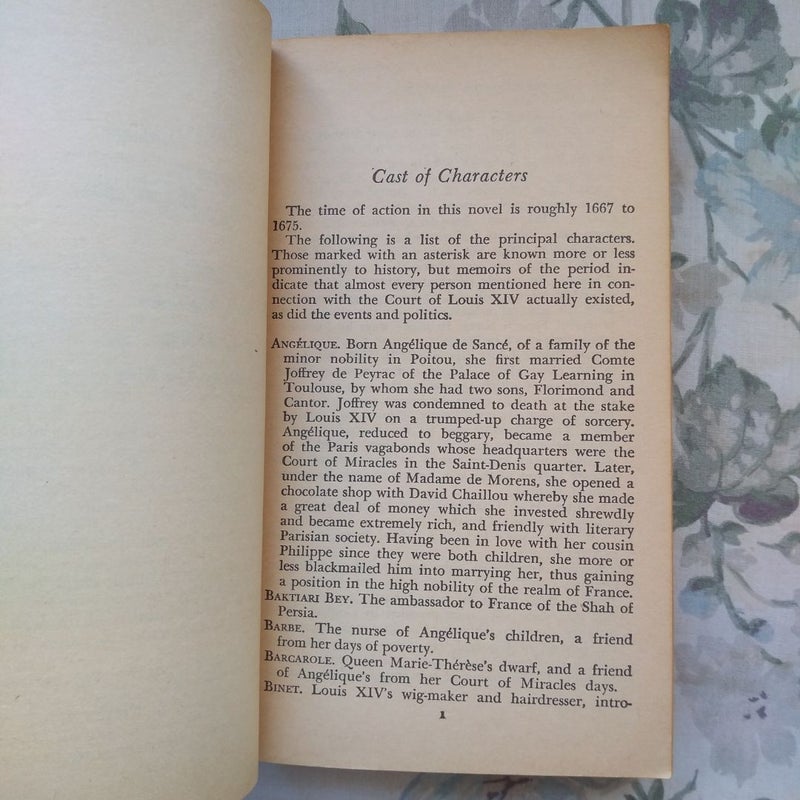 Cast of Characters
The time of action in this novel is roughly 1667 to
1675.
The following is a list of the principal characters.
Those marked with an asterisk are known more or less
prominently to history, but memoirs of the period in-
dicate that almost every person mentioned here in con-
nection with the Court of Louis XIV actually existed,
as did the events and politics.
ANGÉLIQUE. Born Angélique de Sancé, of a family of the
minor nobility in Poitou, she first married Comte
Joffrey de Peyrac of the Palace of Gay Learning in
Toulouse, by whom she had two sons, Florimond and
Cantor. Joffrey was condemned to death at the stake
by Louis XIV on a trumped-up charge of sorcery.
Angélique, reduced to beggary, became a member
of the Paris vagabonds whose headquarters were the
Court of Miracles in the Saint-Denis quarter. Later,
under the name of Madame de Morens, she opened a
chocolate shop with David Chaillou whereby she made
a great deal of money which she invested shrewdly
and became extremely rich, and friendly with literary
Parisian society. Having been in love with her cousin
Philippe since they were both children, she more or
less blackmailed him into marrying her, thus gaining
a position in the high nobility of the realm of France.
BAKTIARI BEY. The ambassador to France of the Shah of
Persia.
BARBE. The nurse of Angélique's children, a friend
from her days of poverty.
BARCAROLE. Queen Marie-Thérèse's dwarf, and a friend
of Angélique's from her Court of Miracles days.
BINET. Louis XIV's wig-maker and hairdresser, intro-
1